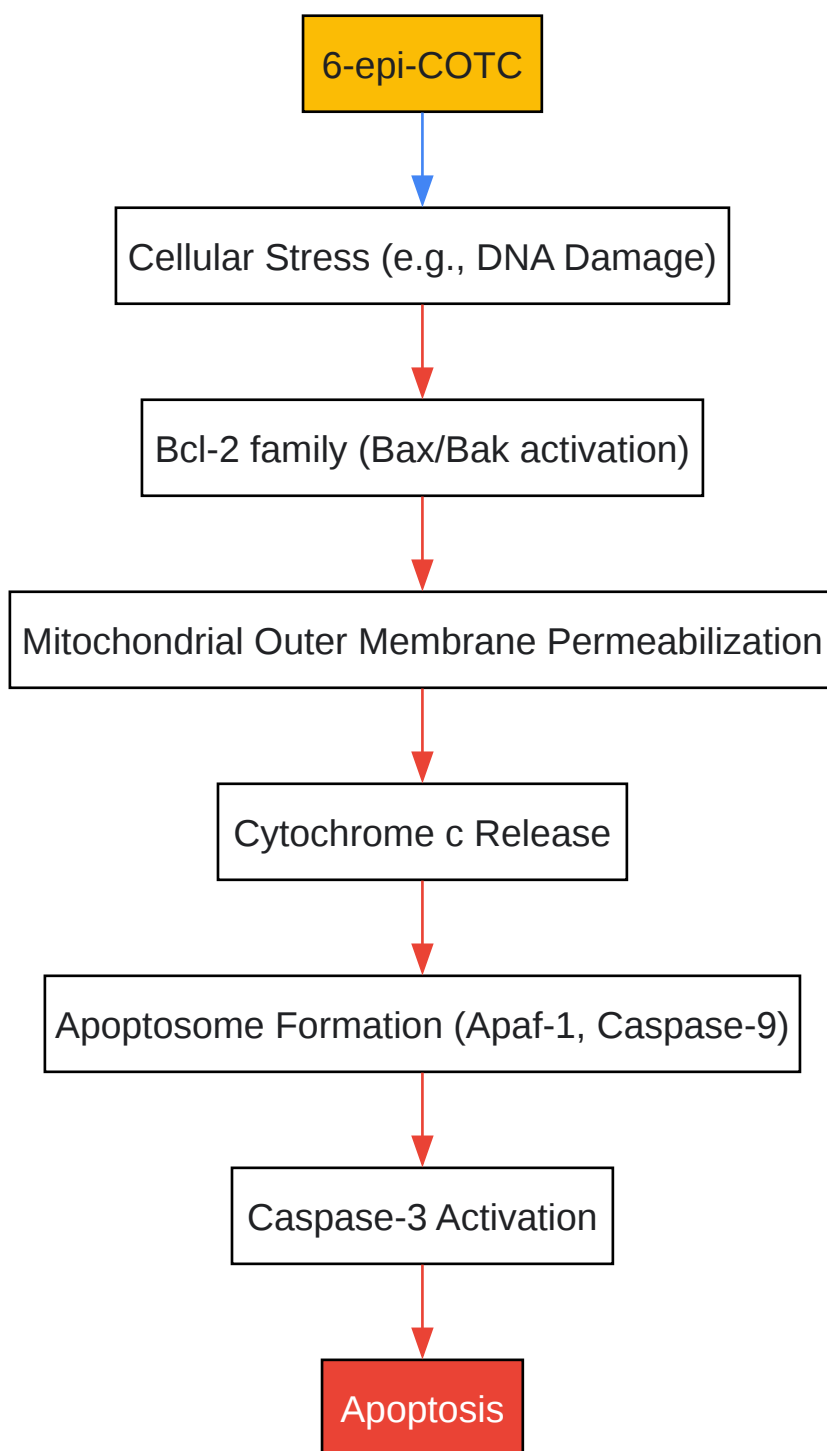 6-epi-COTC
Cellular Stress (e.g., DNA Damage)
Bcl-2 family (Bax/Bak activation)
Mitochondrial Outer Membrane Permeabilization
Cytochrome c Release
Apoptosome Formation (Apaf-1, Caspase-9)
Caspase-3 Activation
Apoptosis